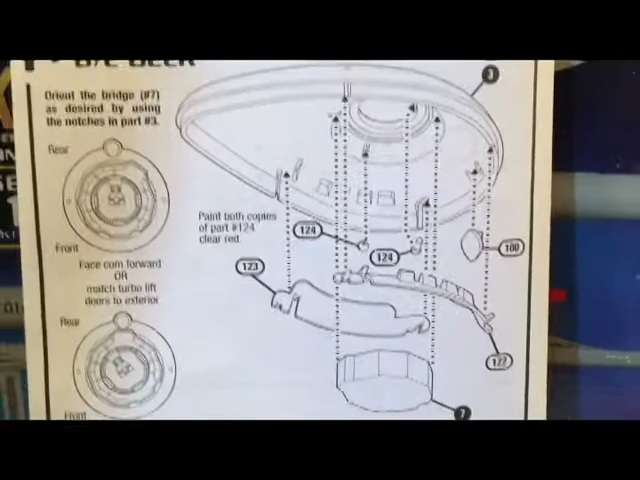 B/C DECK
Orient the bridge (#7)
as desired by using
the notches in part #3.
Rear
Front
Face com forward
OR
match turbo lift
doors to exterior
Rear
Front
Paint both copies
of part #124
clear red.
3
124
124
123
122
7